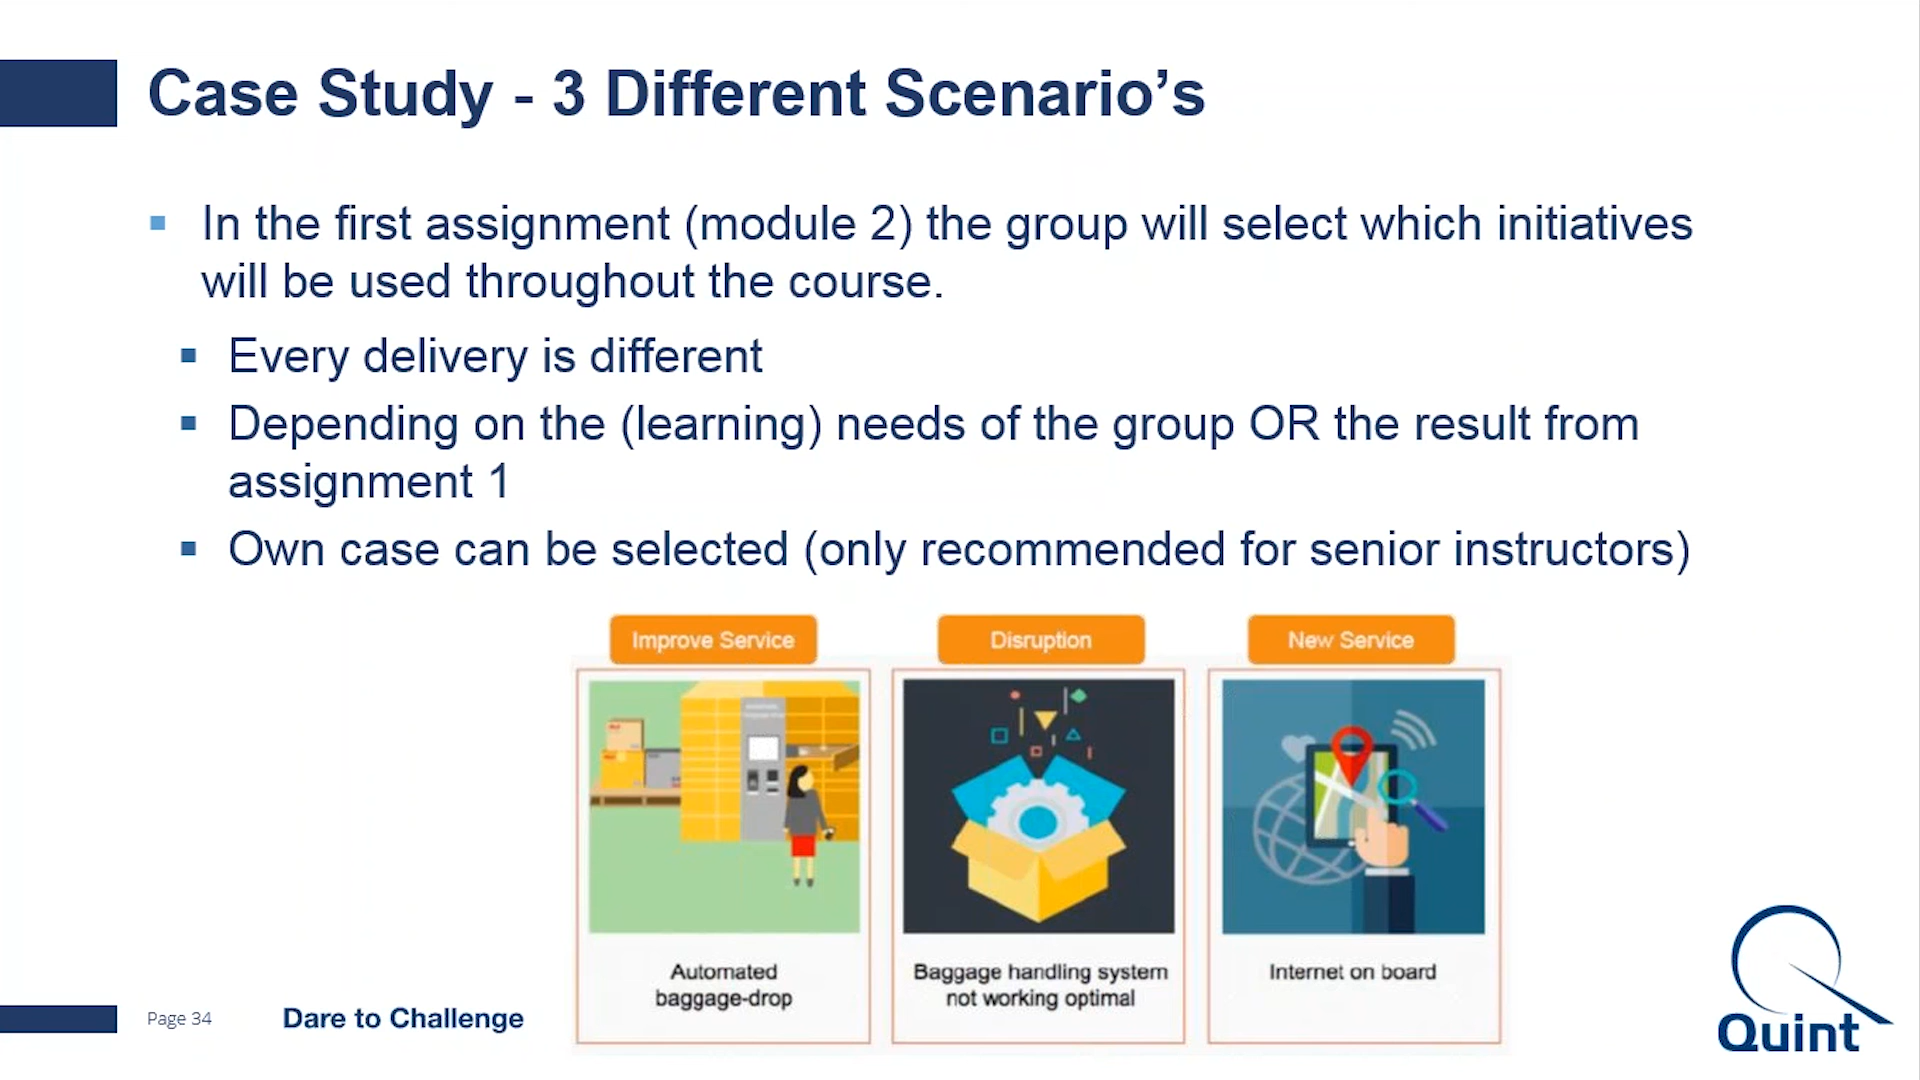 Case Study - 3 Different Scenario’s
In the first assignment (module 2) the group will select which initiatives
will be used throughout the course.
Every delivery is different
Depending on the (learning) needs of the group OR the result from
assignment 1
Own case can be selected (only recommended for senior instructors)
Improve Service
Disruption
New Service
Automated
baggage-drop
Baggage handling system
not working optimal
Internet on board
Page 34
Dare to Challenge
Quint